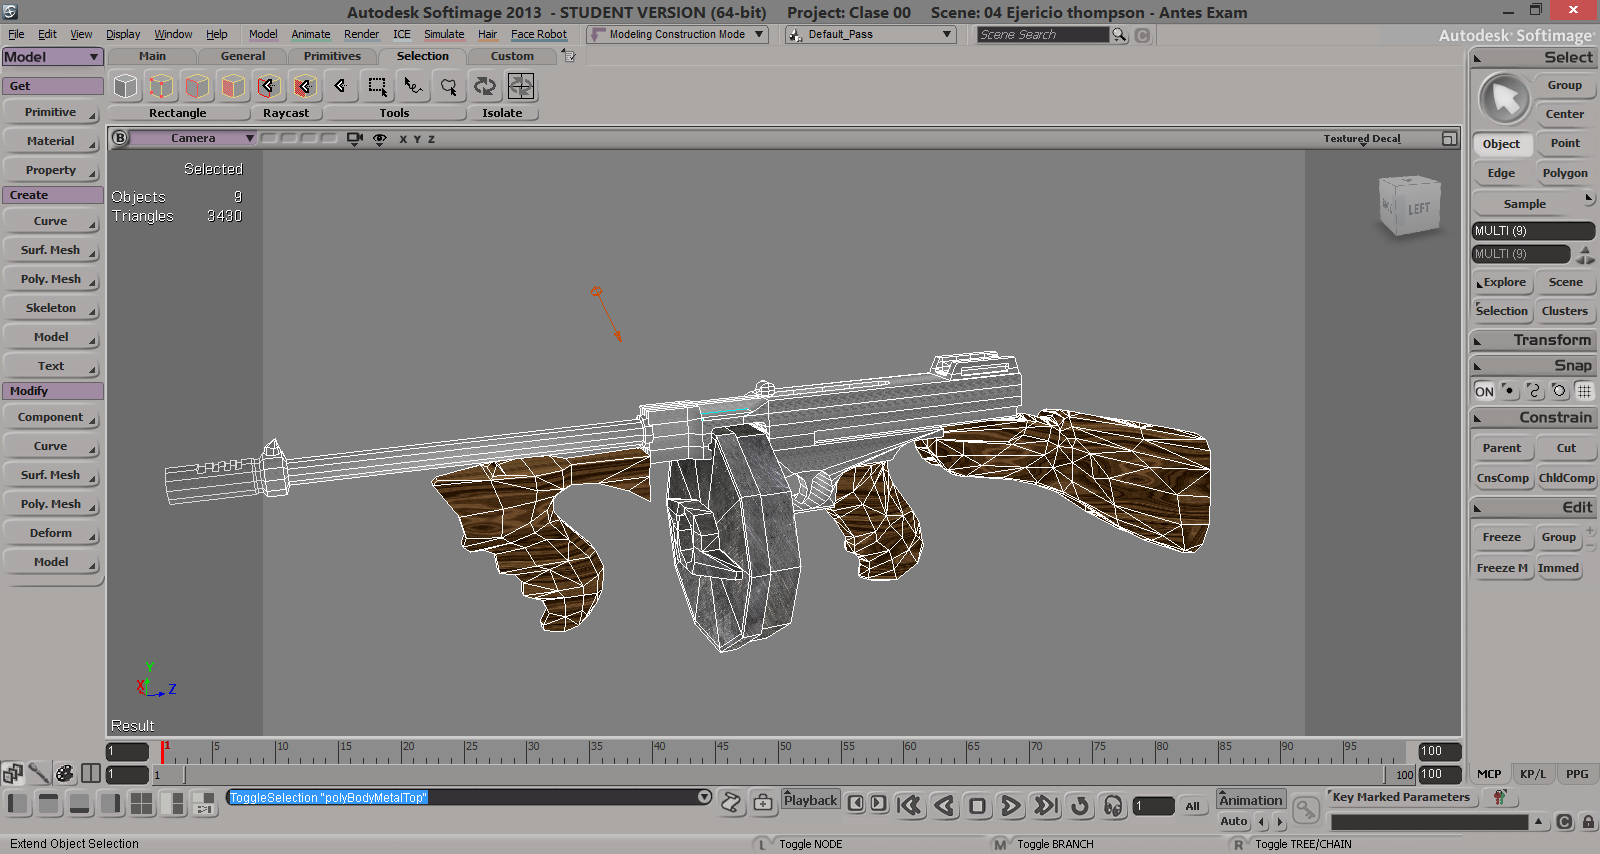 Autodesk Softimage 2013 - STUDENT VERSION (64-bit) Project: Clase 00 Scene: 04 Ejericio thompson - Antes Exam
File Edit View Display Window Help Model Animate Render ICE Simulate Hair Face Robot Modeling Construction Mode Default_Pass Scene Search Autodesk Softimage
Model Main General Primitives Selection Custom Select
Get
Primitive
Material
Property
Create
Curve
Surf. Mesh
Poly. Mesh
Skeleton
Model
Text
Modify
Component
Curve
Surf. Mesh
Poly. Mesh
Deform
Model
Rectangle Raycast Tools Isolate
B Camera X Y Z Textured Decal
Selected
Objects 9
Triangles 3430
LEFT
Y
X Z
Result
Group
Center
Object Point
Edge Polygon
Sample
MULTI (9)
MULTI (9)
Explore Scene
Selection Clusters
Transform
Snap
ON
Constrain
Parent Cut
CnsComp ChldComp
Edit
Freeze Group
Freeze M Immed
1 1 5 10 15 20 25 30 35 40 45 50 55 60 65 70 75 80 85 90 95 100
1 1 100 100 MCP KP/L PPG
ToggleSelection "polyBodyMetalTop" Playback 1 All Animation Key Marked Parameters
Auto
Extend Object Selection L Toggle NODE M Toggle BRANCH R Toggle TREE/CHAIN